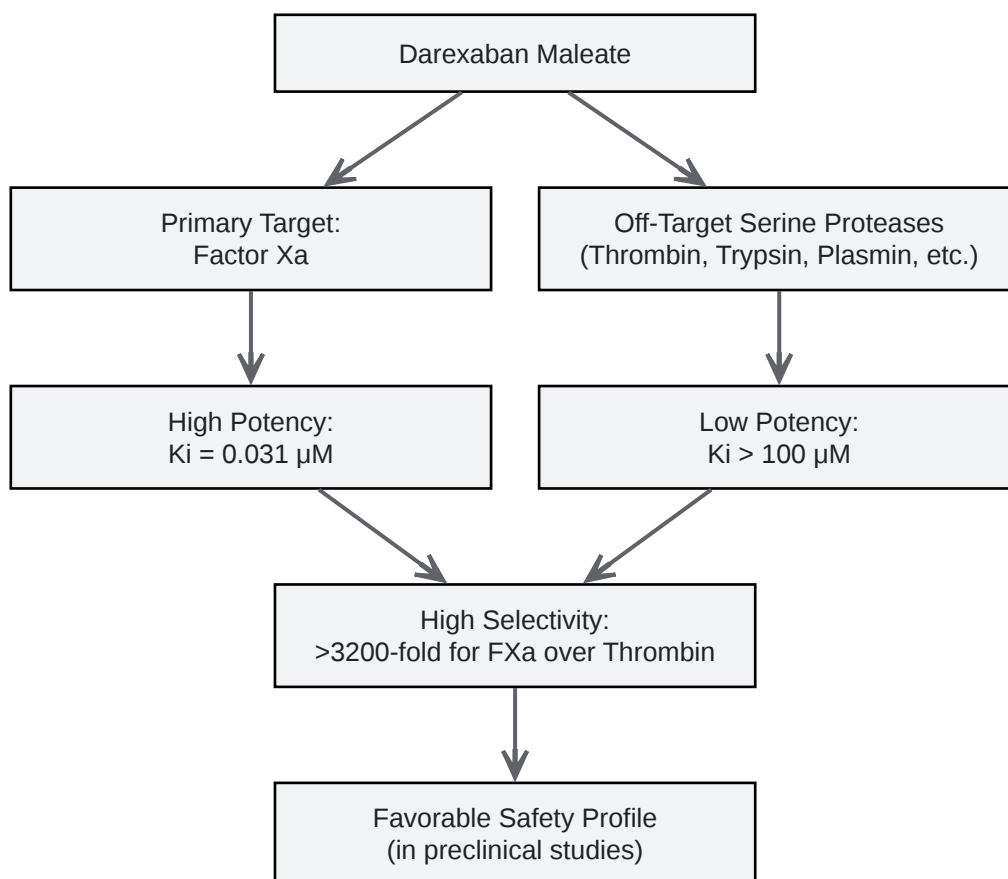 Darexaban Maleate
Primary Target:
Factor Xa
Off-Target Serine Proteases
(Thrombin, Trypsin, Plasmin, etc.)
High Potency:
Ki = 0.031 μM
Low Potency:
Ki > 100 μM
High Selectivity:
>3200-fold for FXa over Thrombin
Favorable Safety Profile
(in preclinical studies)